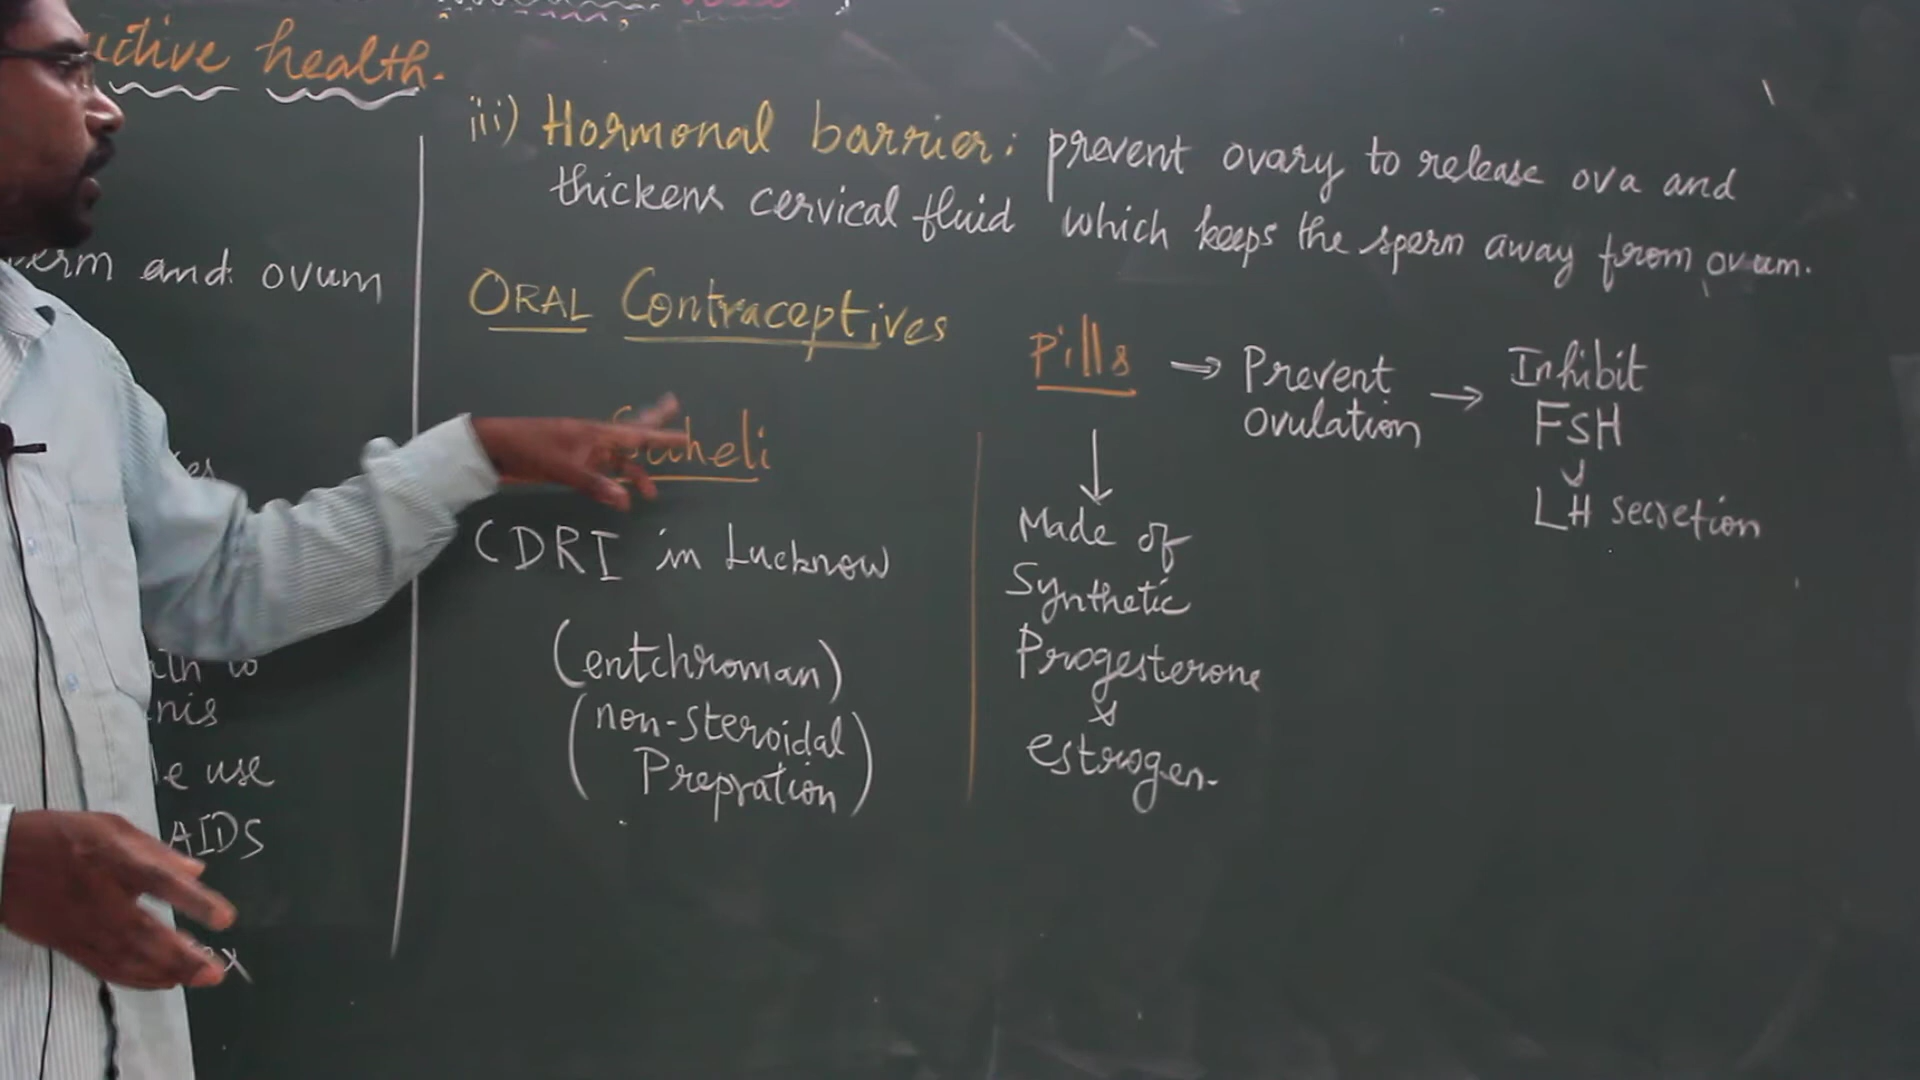 health.
and ovum
use
AIDS
iii) Hormonal barrier: prevent ovary to release ova and
thickens cervical fluid which keeps the sperm away from ovum.
ORAL Contraceptives
Saheli
CDRI in Lucknow
(entchroman)
(non-steroidal
Prepration)
Pills → Prevent
ovulation → Inhibit
FSH
↓
LH secretion
↓
Made of
Synthetic
Progesterone
&
estrogen.